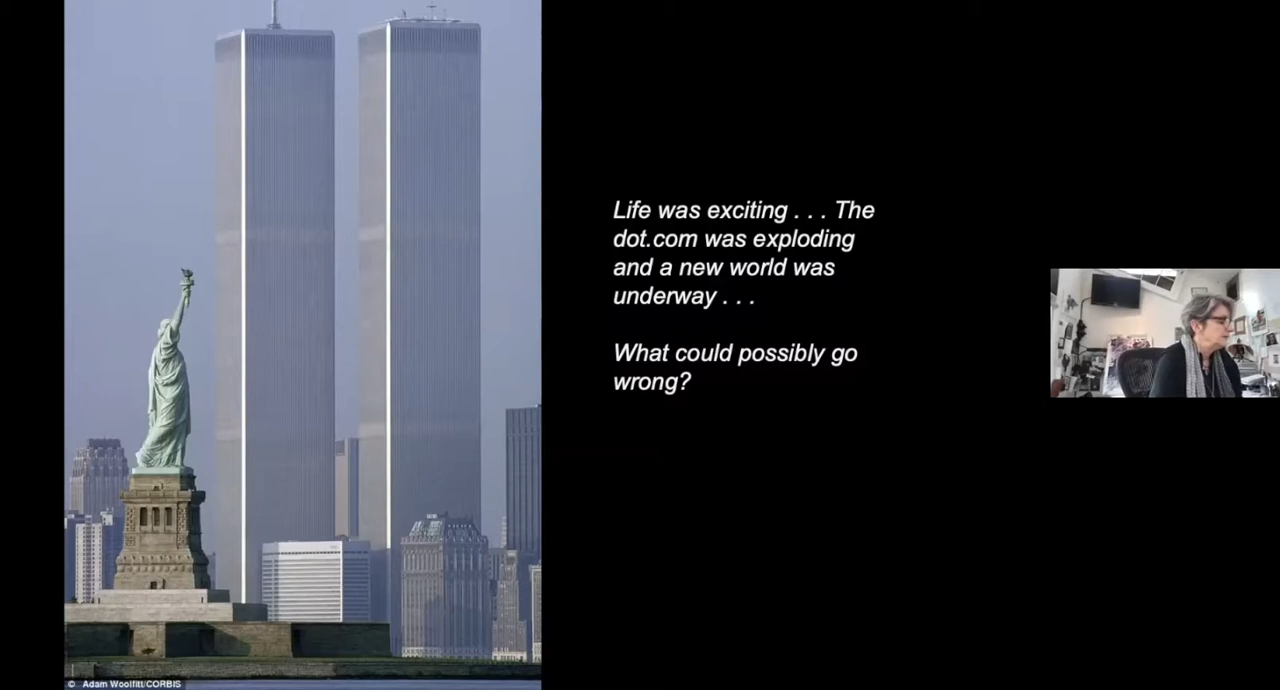 Life was exciting . . . The
dot.com was exploding
and a new world was
underway . . .
What could possibly go
wrong?
© Adam Woolfitt/CORBIS